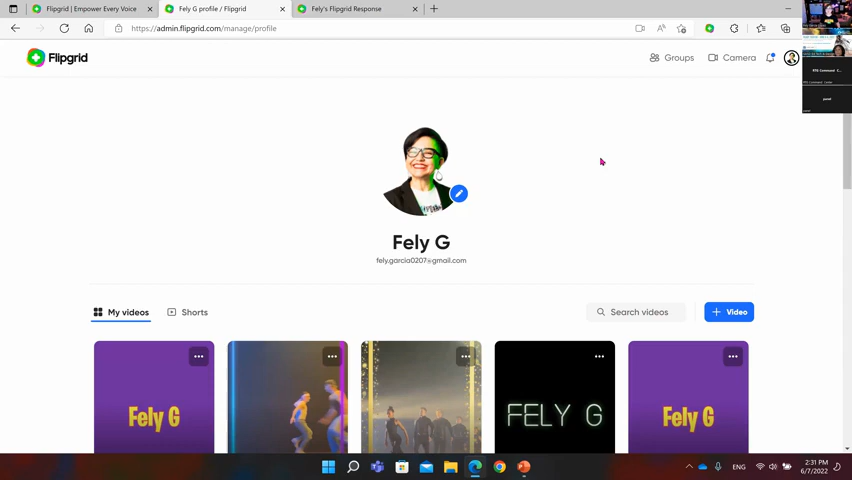 Flipgrid | Empower Every Voice
Fely G profile / Flipgrid
Fely's Flipgrid Response
https://admin.flipgrid.com/manage/profile
Flipgrid
Groups
Camera
Fely G
fely.garcia0207@gmail.com
My videos
Shorts
Search videos
Video
Fely G
FELY G
Fely G
ENG
2:31 PM
6/7/2022